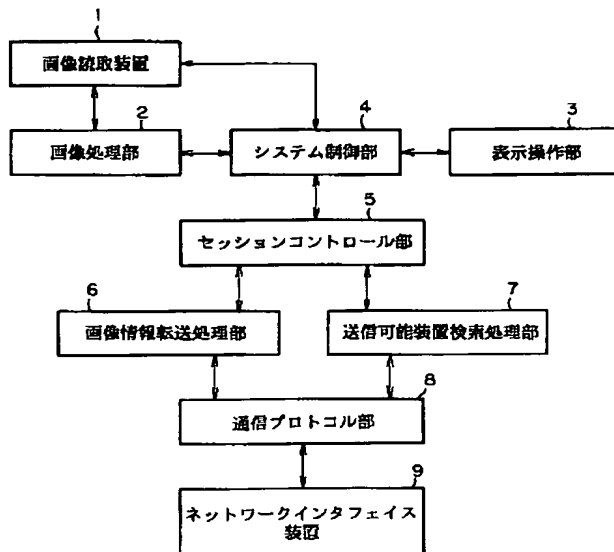 1
画像読取装置
2
画像処理部
4
システム制御部
3
表示操作部
5
セッションコントロール部
6
画像情報転送処理部
7
送信可能装置検索処理部
8
通信プロトコル部
9
ネットワークインタフェイス
装置